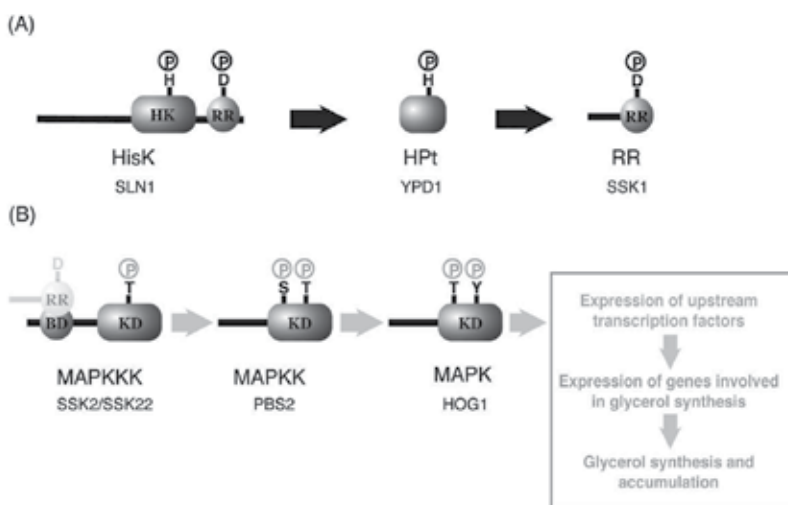 (A)
P P P P
H D H D
HK RR RR
HisK HPt RR
SLN1 YPD1 SSK1
(B)
D P P P P P
T S T T Y
RR
BD KD KD KD
MAPKKK MAPKK MAPK
SSK2/SSK22 PBS2 HOG1
Expression of upstream
transcription factors
Expression of genes involved
in glycerol synthesis
Glycerol synthesis and
accumulation